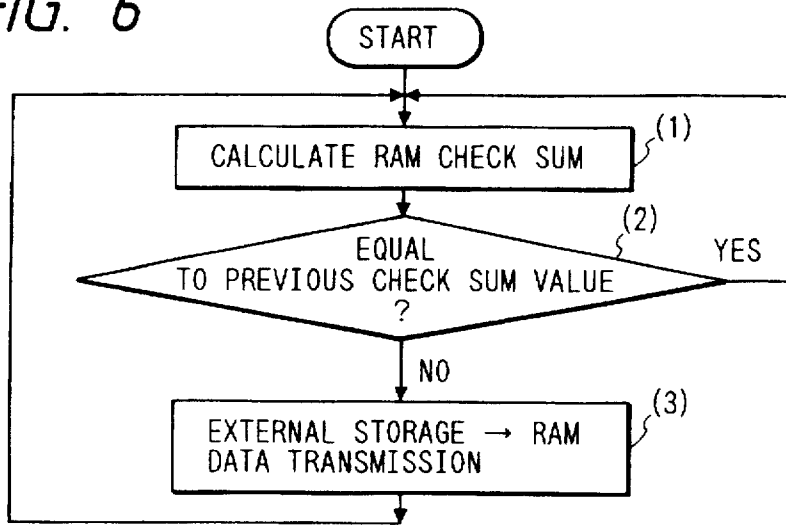 FIG. 6
START
CALCULATE RAM CHECK SUM
(1)
EQUAL
TO PREVIOUS CHECK SUM VALUE
?
(2)
YES
NO
EXTERNAL STORAGE → RAM
DATA TRANSMISSION
(3)